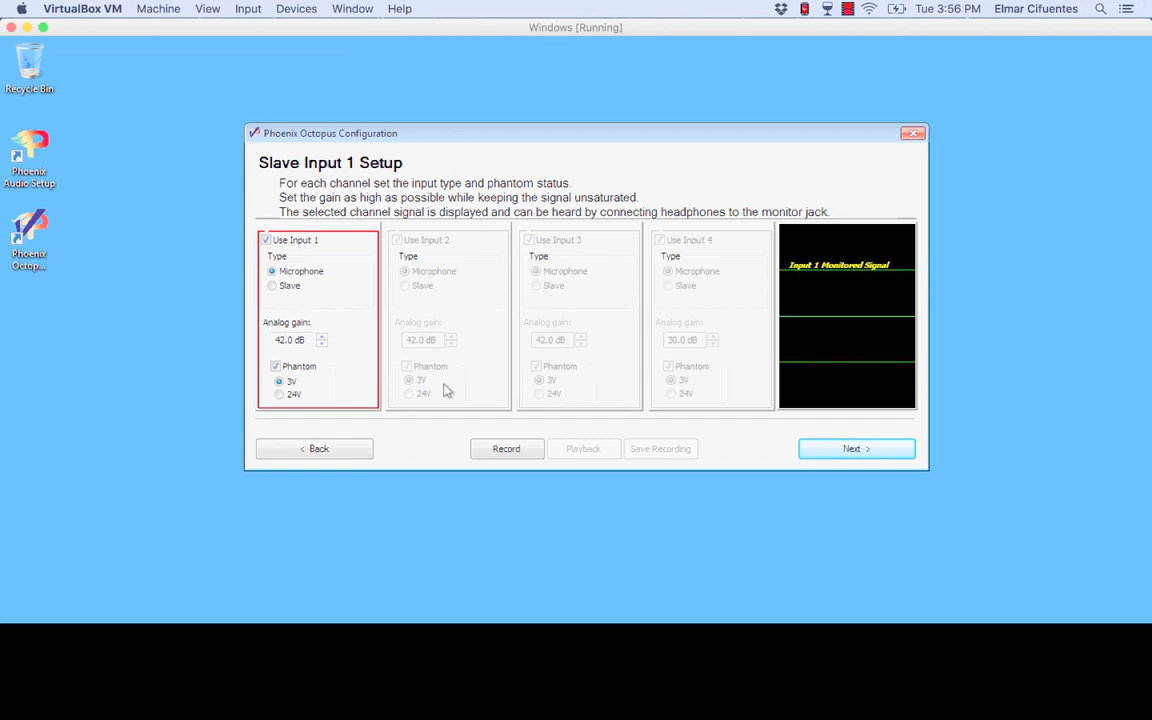 VirtualBox VM Machine View Input Devices Window Help Tue 3:56 PM Elmar Cifuentes
Windows [Running]
Recycle Bin
Phoenix
Audio Setup
Phoenix
Octop...
Phoenix Octopus Configuration
Slave Input 1 Setup
For each channel set the input type and phantom status.
Set the gain as high as possible while keeping the signal unsaturated.
The selected channel signal is displayed and can be heard by connecting headphones to the monitor jack.
Use Input 1 Use Input 2 Use Input 3 Use Input 4
Type Type Type Type
Microphone Microphone Microphone Microphone
Slave Slave Slave Slave
Analog gain: Analog gain: Analog gain: Analog gain:
42.0 dB 42.0 dB 42.0 dB 30.0 dB
Phantom Phantom Phantom Phantom
3V 3V 3V 3V
24V 24V 24V 24V
Input 1 Monitored Signal
< Back Record Playback Save Recording Next >